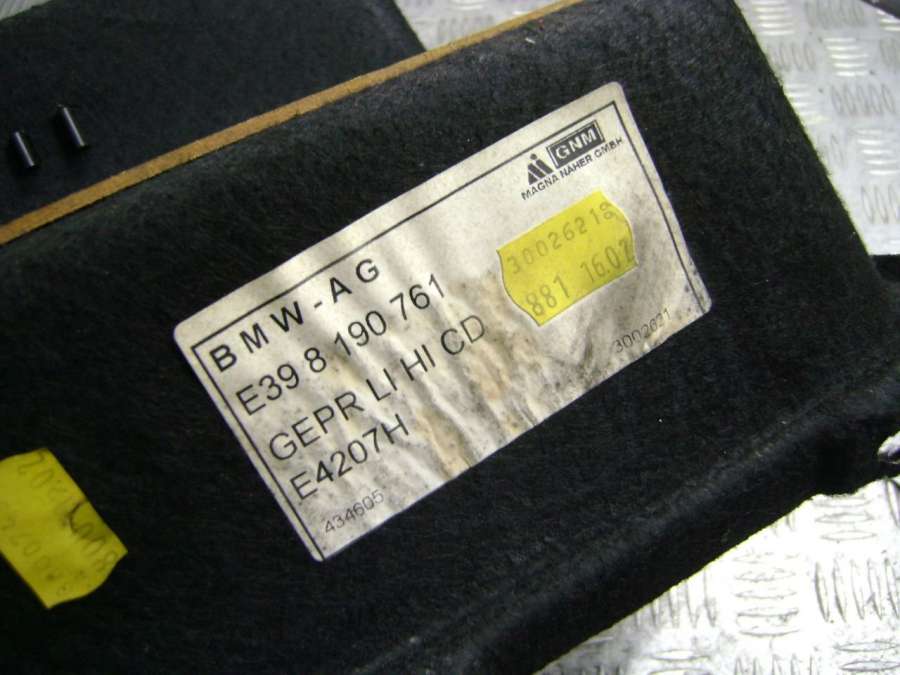 GNM
MAGNA NAHER GMBH
BMW-AG
E39 8 190 761
GEPR LI HI CD
E4207H
434605
3002621
30026219
881 16.02